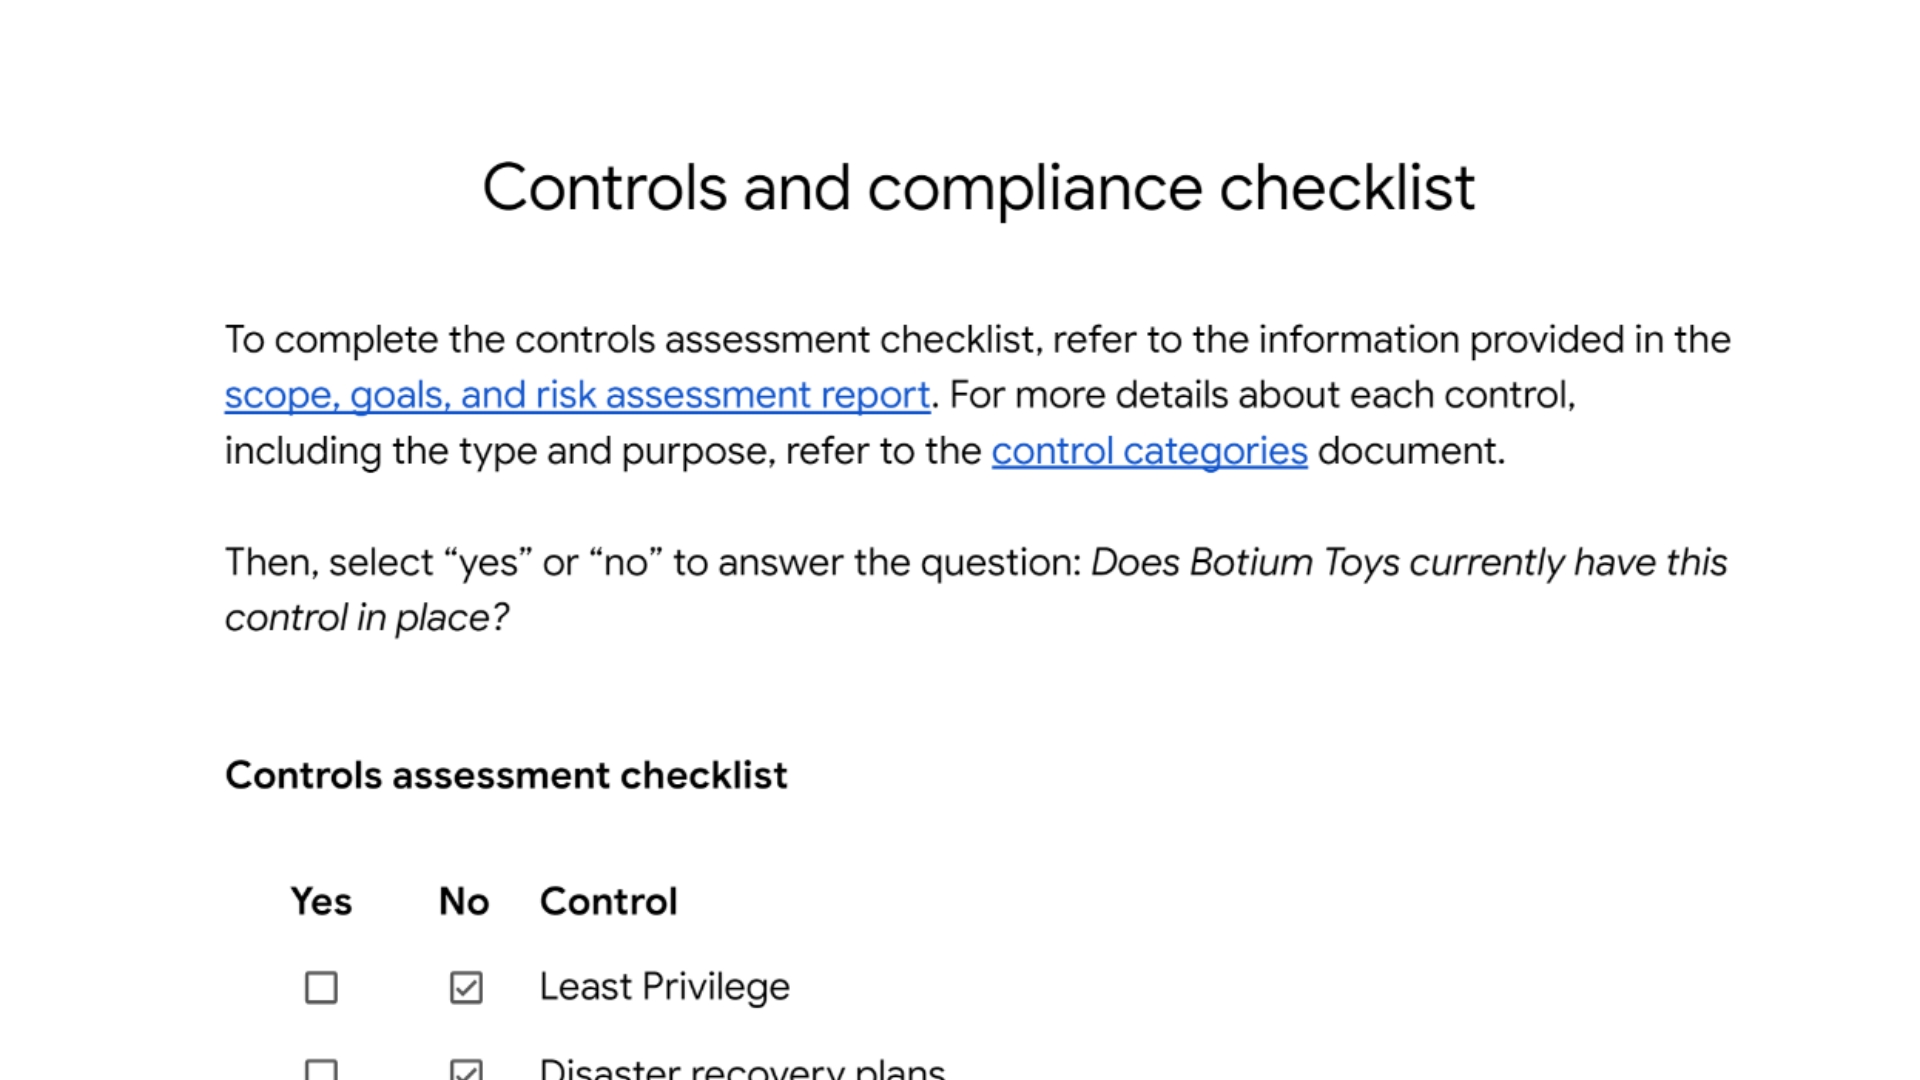 Controls and compliance checklist
To complete the controls assessment checklist, refer to the information provided in the
scope, goals, and risk assessment report. For more details about each control,
including the type and purpose, refer to the control categories document.
Then, select “yes” or “no” to answer the question: Does Botium Toys currently have this
control in place?
Controls assessment checklist
Yes No Control
Least Privilege
Disaster recovery plans